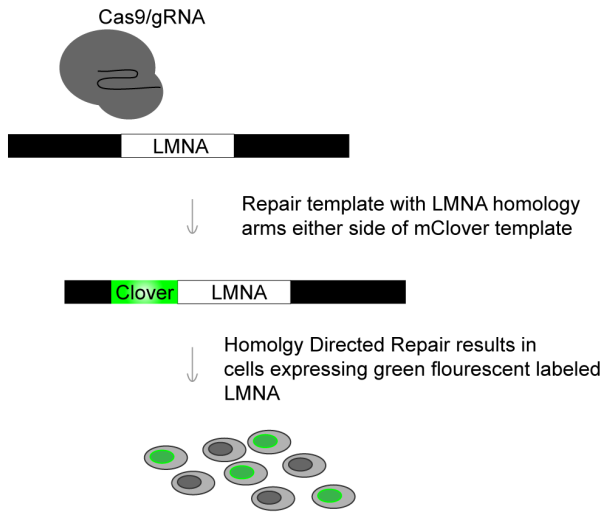 Cas9/gRNA
LMNA
Repair template with LMNA homology
arms either side of mClover template
Clover LMNA
Homolgy Directed Repair results in
cells expressing green flourescent labeled
LMNA